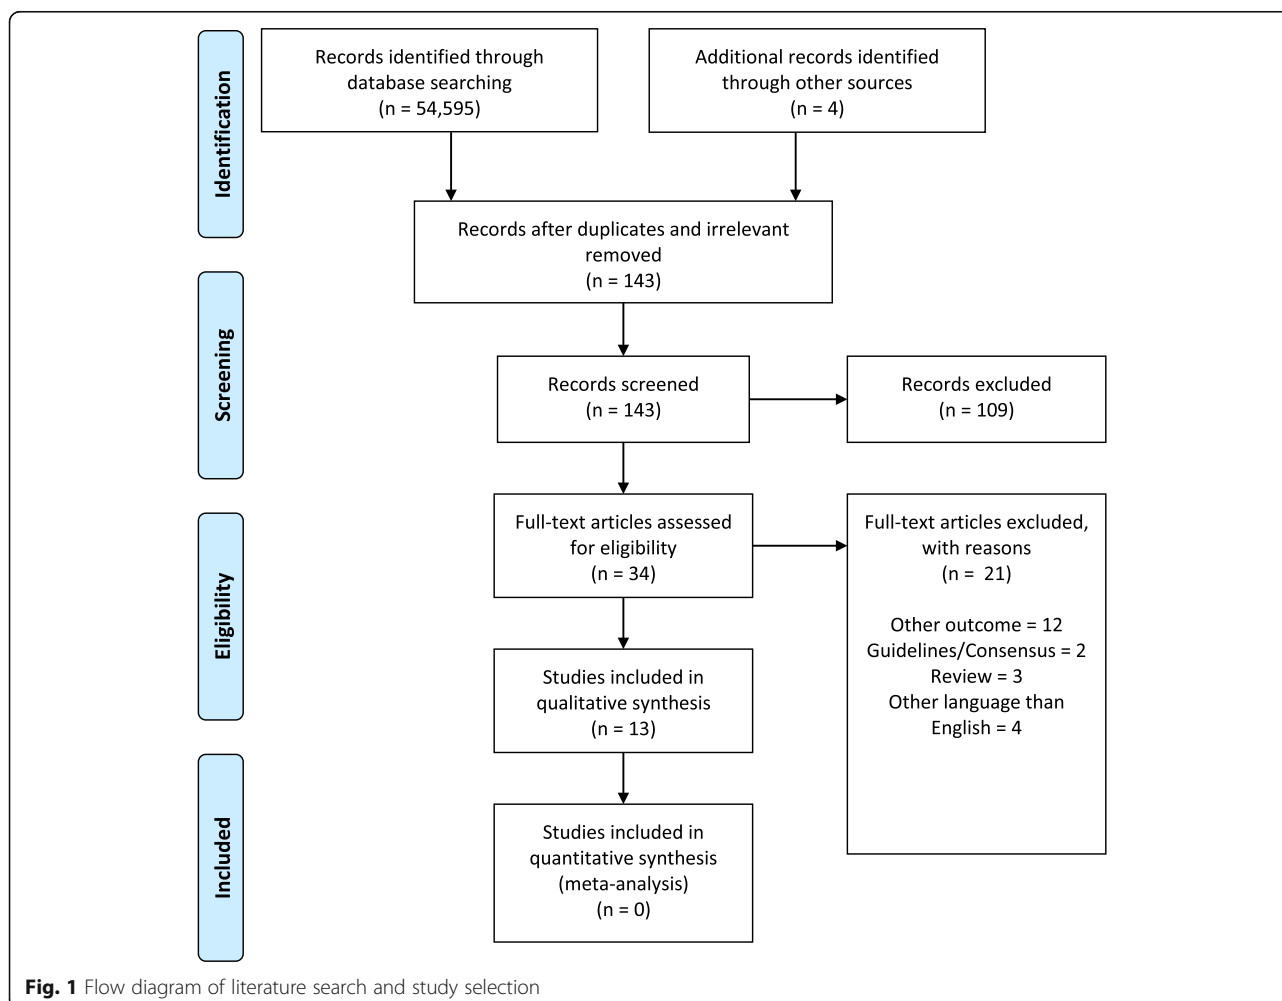 Identification
Records identified through
database searching
(n = 54,595)
Additional records identified
through other sources
(n = 4)
Records after duplicates and irrelevant
removed
(n = 143)
Screening
Records screened
(n = 143)
Records excluded
(n = 109)
Eligibility
Full-text articles assessed
for eligibility
(n = 34)
Full-text articles excluded,
with reasons
(n =  21)
Other outcome = 12
Guidelines/Consensus = 2
Review = 3
Other language than
English = 4
Studies included in
qualitative synthesis
(n = 13)
Included
Studies included in
quantitative synthesis
(meta-analysis)
(n = 0)
Fig. 1 Flow diagram of literature search and study selection